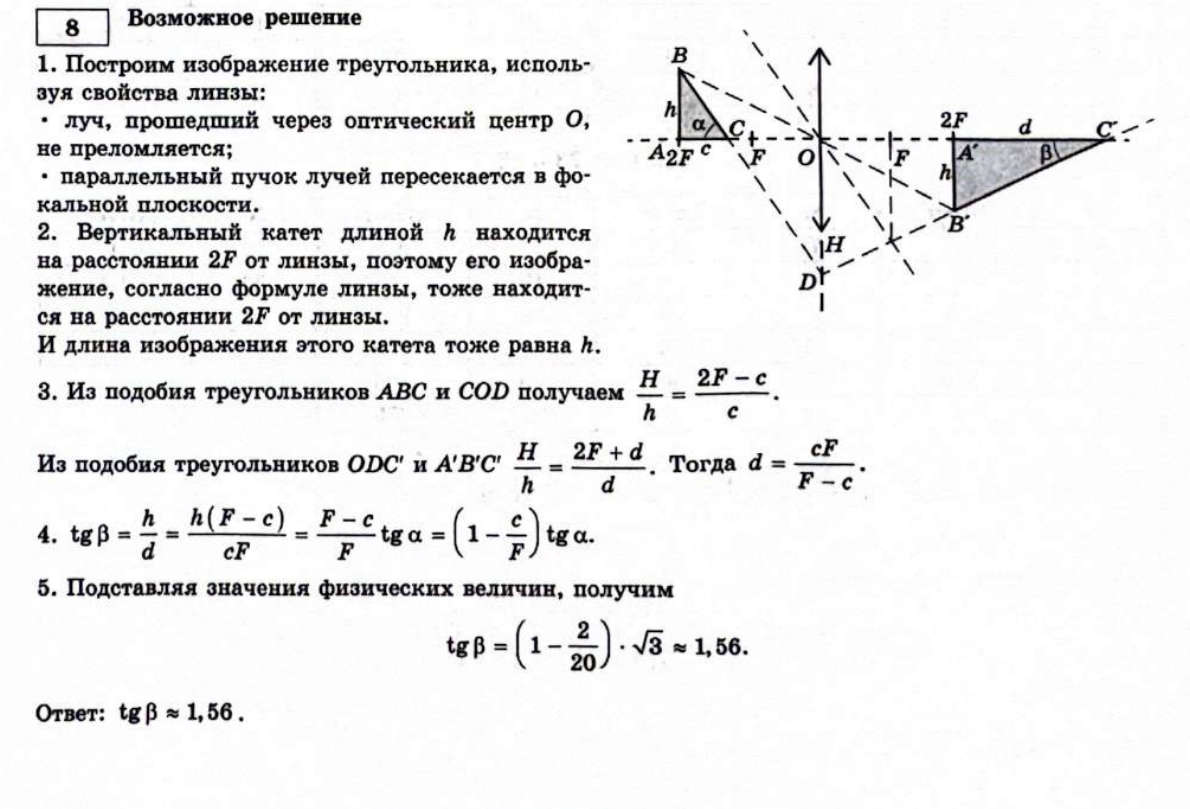 8 Возможное решение
1. Построим изображение треугольника, исполь-
зуя свойства линзы:
• луч, прошедший через оптический центр O,
не преломляется;
• параллельный пучок лучей пересекается в фо-
кальной плоскости.
2. Вертикальный катет длиной h находится
на расстоянии 2F от линзы, поэтому его изобра-
жение, согласно формуле линзы, тоже находит-
ся на расстоянии 2F от линзы.
И длина изображения этого катета тоже равна h.
B
h
α
C
A
2F
c
F
O
F
2F
d
C′
A′
β
h
B′
H
D
3. Из подобия треугольников ABC и COD получаем H/h = (2F − c)/c.
Из подобия треугольников ODC′ и A′B′C′ H/h = (2F + d)/d. Тогда d = cF/(F − c).
4. tg β = h/d = h(F − c)/cF = (F − c)/F tg α = (1 − c/F) tg α.
5. Подставляя значения физических величин, получим
tg β = (1 − 2/20) · √3 ≈ 1,56.
Ответ: tg β ≈ 1,56.